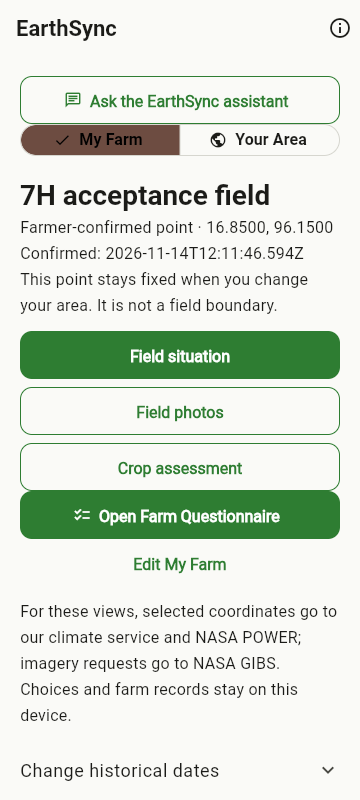 EarthSync
Ask the EarthSync assistant
My Farm
Your Area
7H acceptance field
Farmer-confirmed point · 16.8500, 96.1500
Confirmed: 2026-11-14T12:11:46.594Z
This point stays fixed when you change
your area. It is not a field boundary.
Field situation
Field photos
Crop assessment
Open Farm Questionnaire
Edit My Farm
For these views, selected coordinates go to
our climate service and NASA POWER;
imagery requests go to NASA GIBS.
Choices and farm records stay on this
device.
Change historical dates